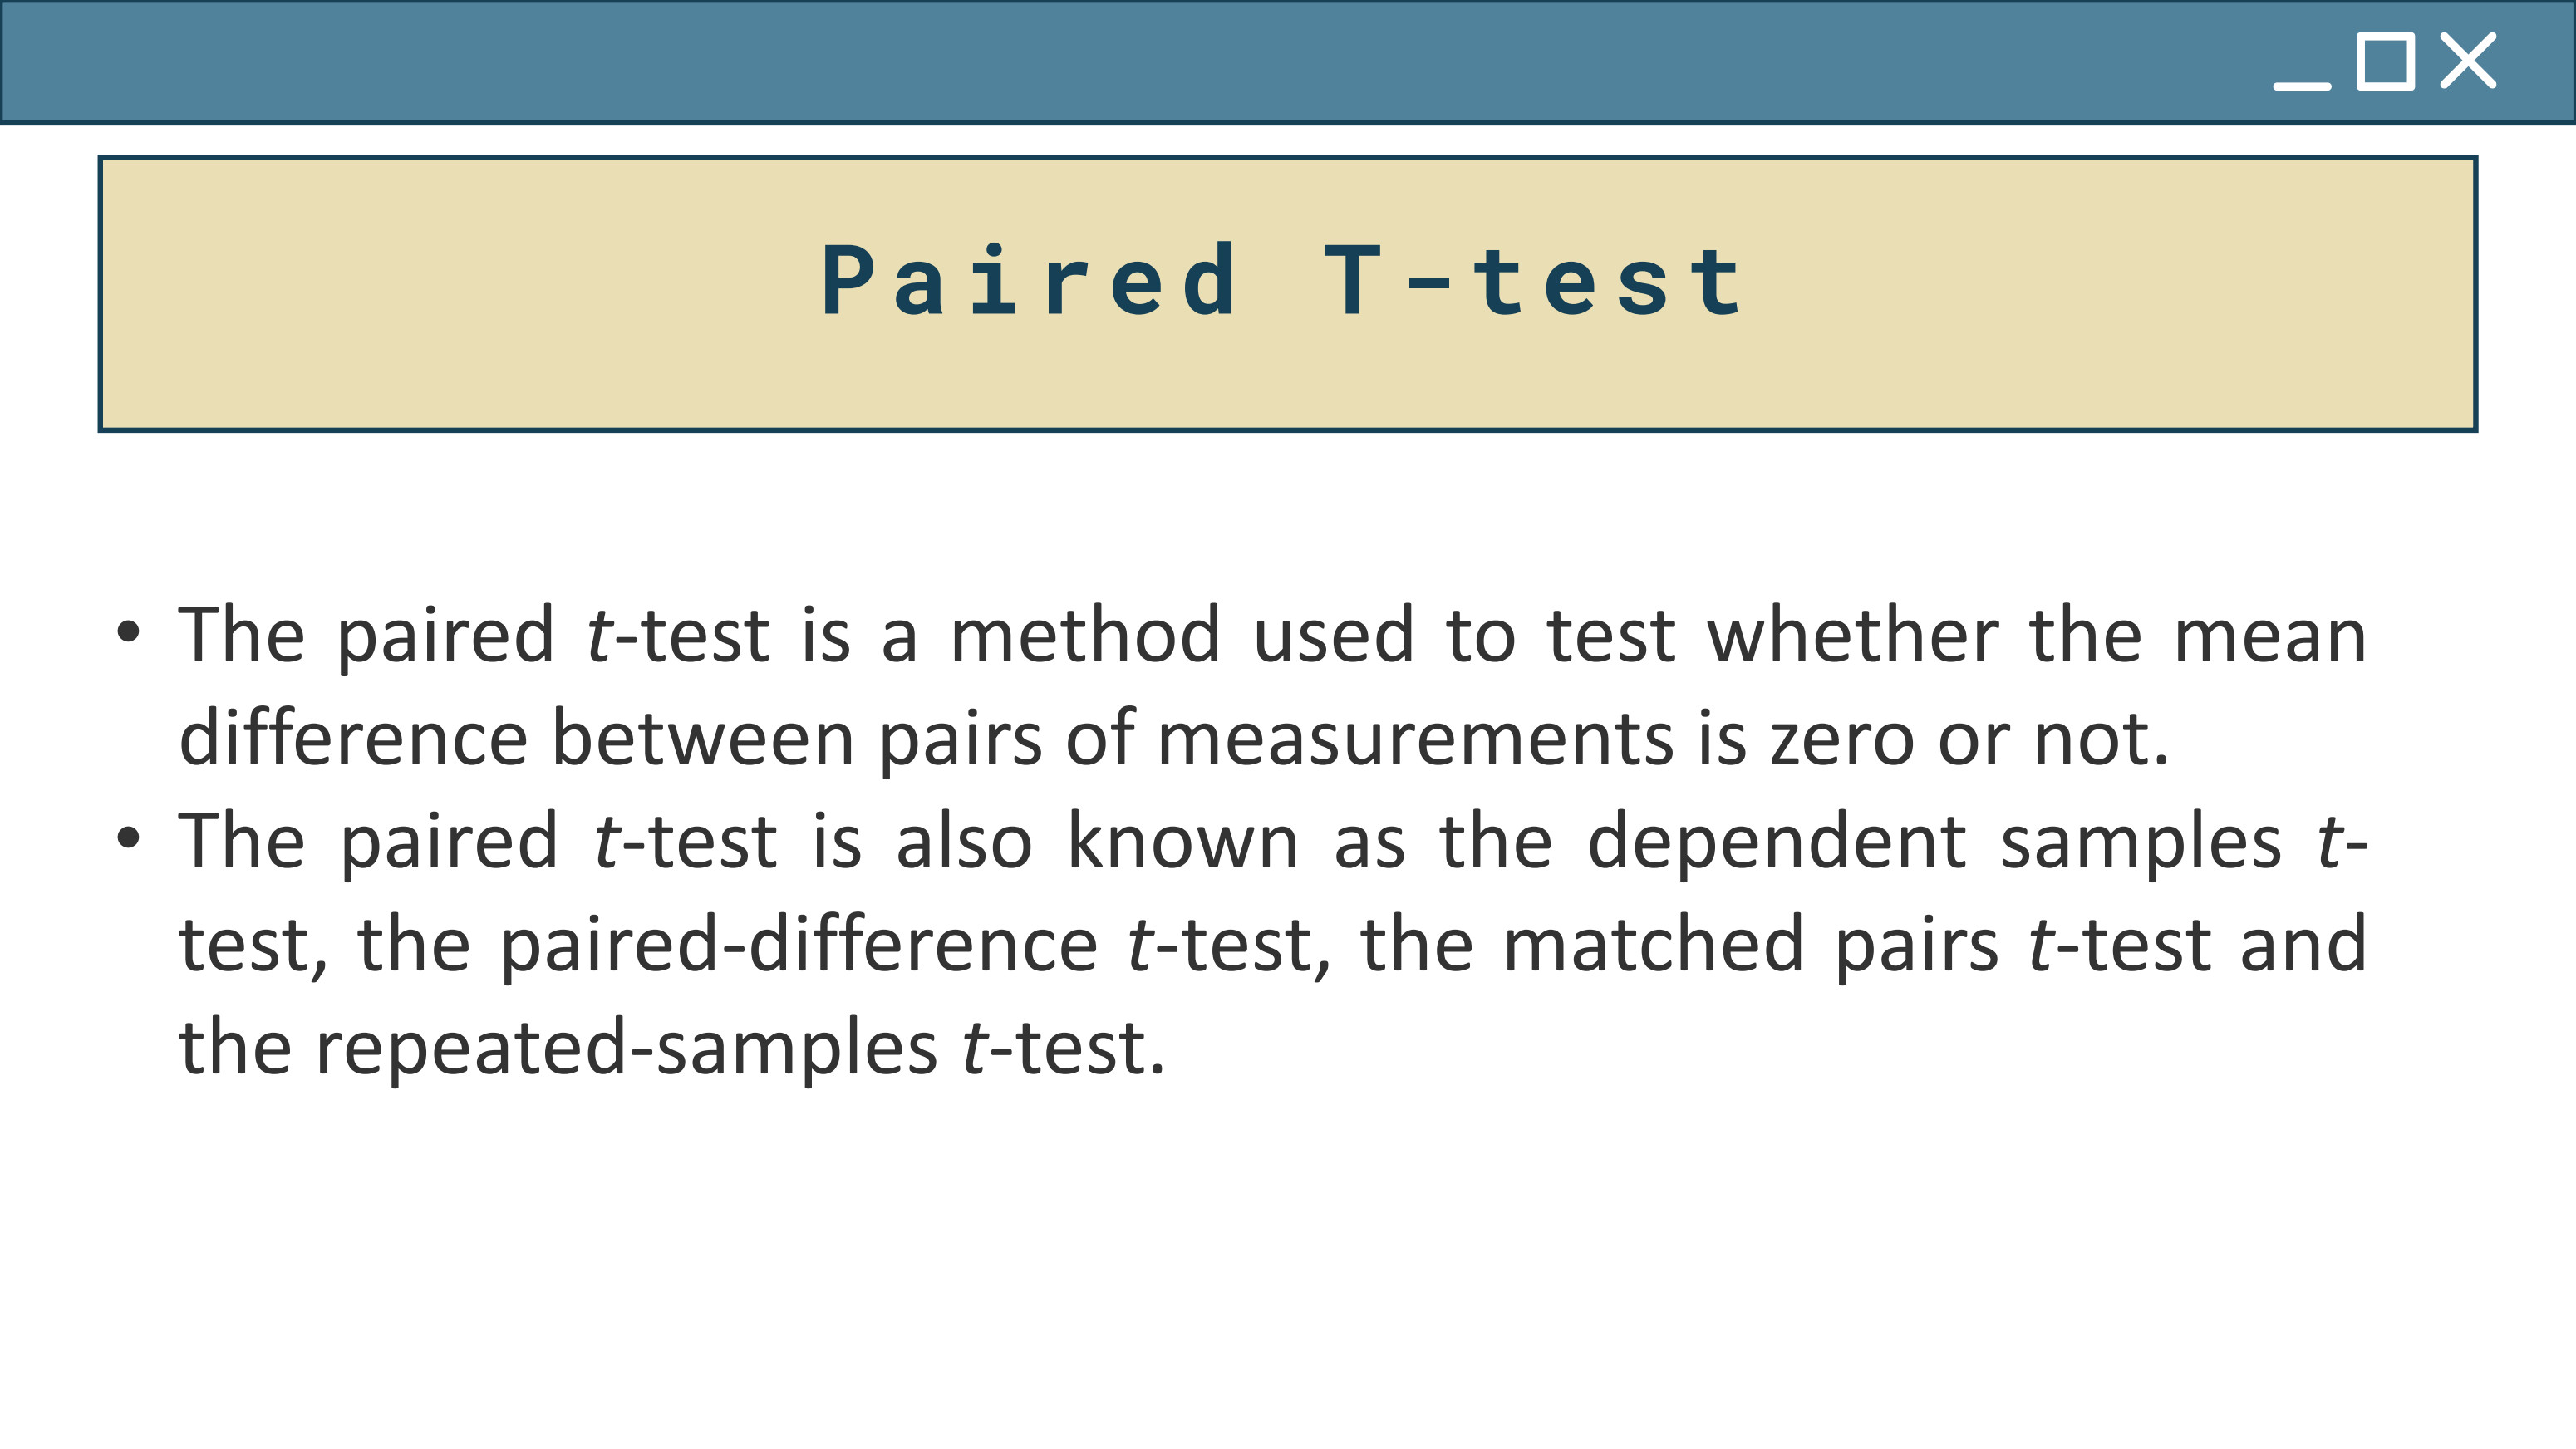 Paired T-test
• The paired t-test is a method used to test whether the mean
difference between pairs of measurements is zero or not.
• The paired t-test is also known as the dependent samples t-
test, the paired-difference t-test, the matched pairs t-test and
the repeated-samples t-test.